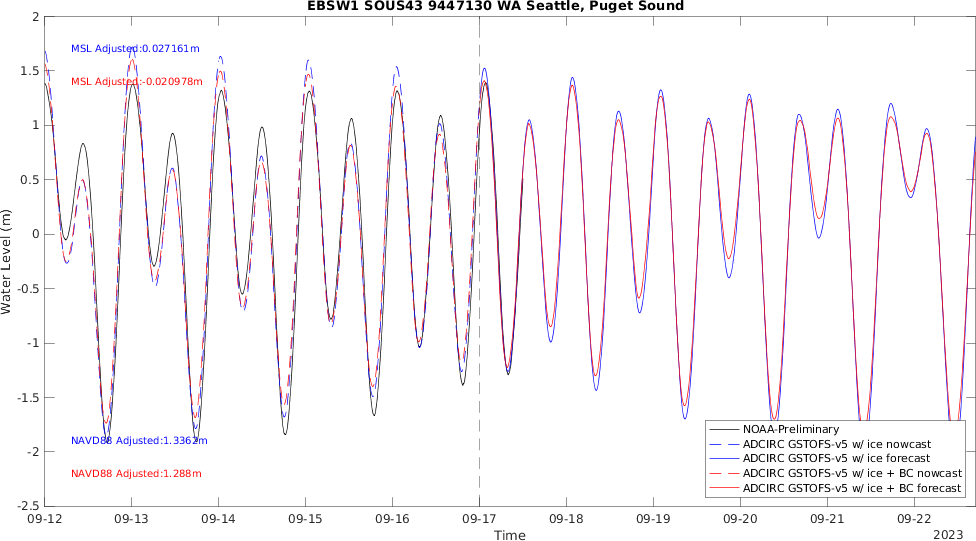 EBSW1 SOUS43 9447130 WA Seattle, Puget Sound
2
MSL Adjusted:0.027161m
1.5
MSL Adjusted:-0.020978m
1
0.5
0
-0.5
-1
-1.5
-2
-2.5
Water Level (m)
NAVD88 Adjusted:1.3362m
NAVD88 Adjusted:1.288m
NOAA-Preliminary
ADCIRC GSTOFS-v5 w/ ice nowcast
ADCIRC GSTOFS-v5 w/ ice forecast
ADCIRC GSTOFS-v5 w/ ice + BC nowcast
ADCIRC GSTOFS-v5 w/ ice + BC forecast
09-12 09-13 09-14 09-15 09-16 09-17 09-18 09-19 09-20 09-21 09-22
Time
2023